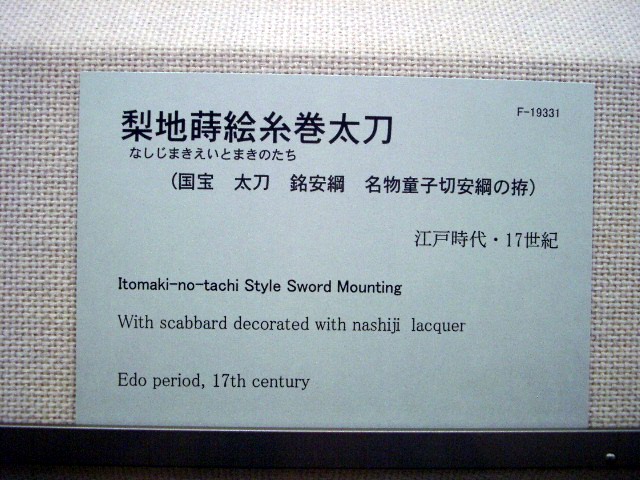 F-19331
梨地蒔絵糸巻太刀
なしじまきえいとまきのたち
（国宝　太刀　銘安綱　名物童子切安綱の拵）
江戸時代・17世紀
Itomaki-no-tachi Style Sword Mounting
With scabbard decorated with nashiji lacquer
Edo period, 17th century